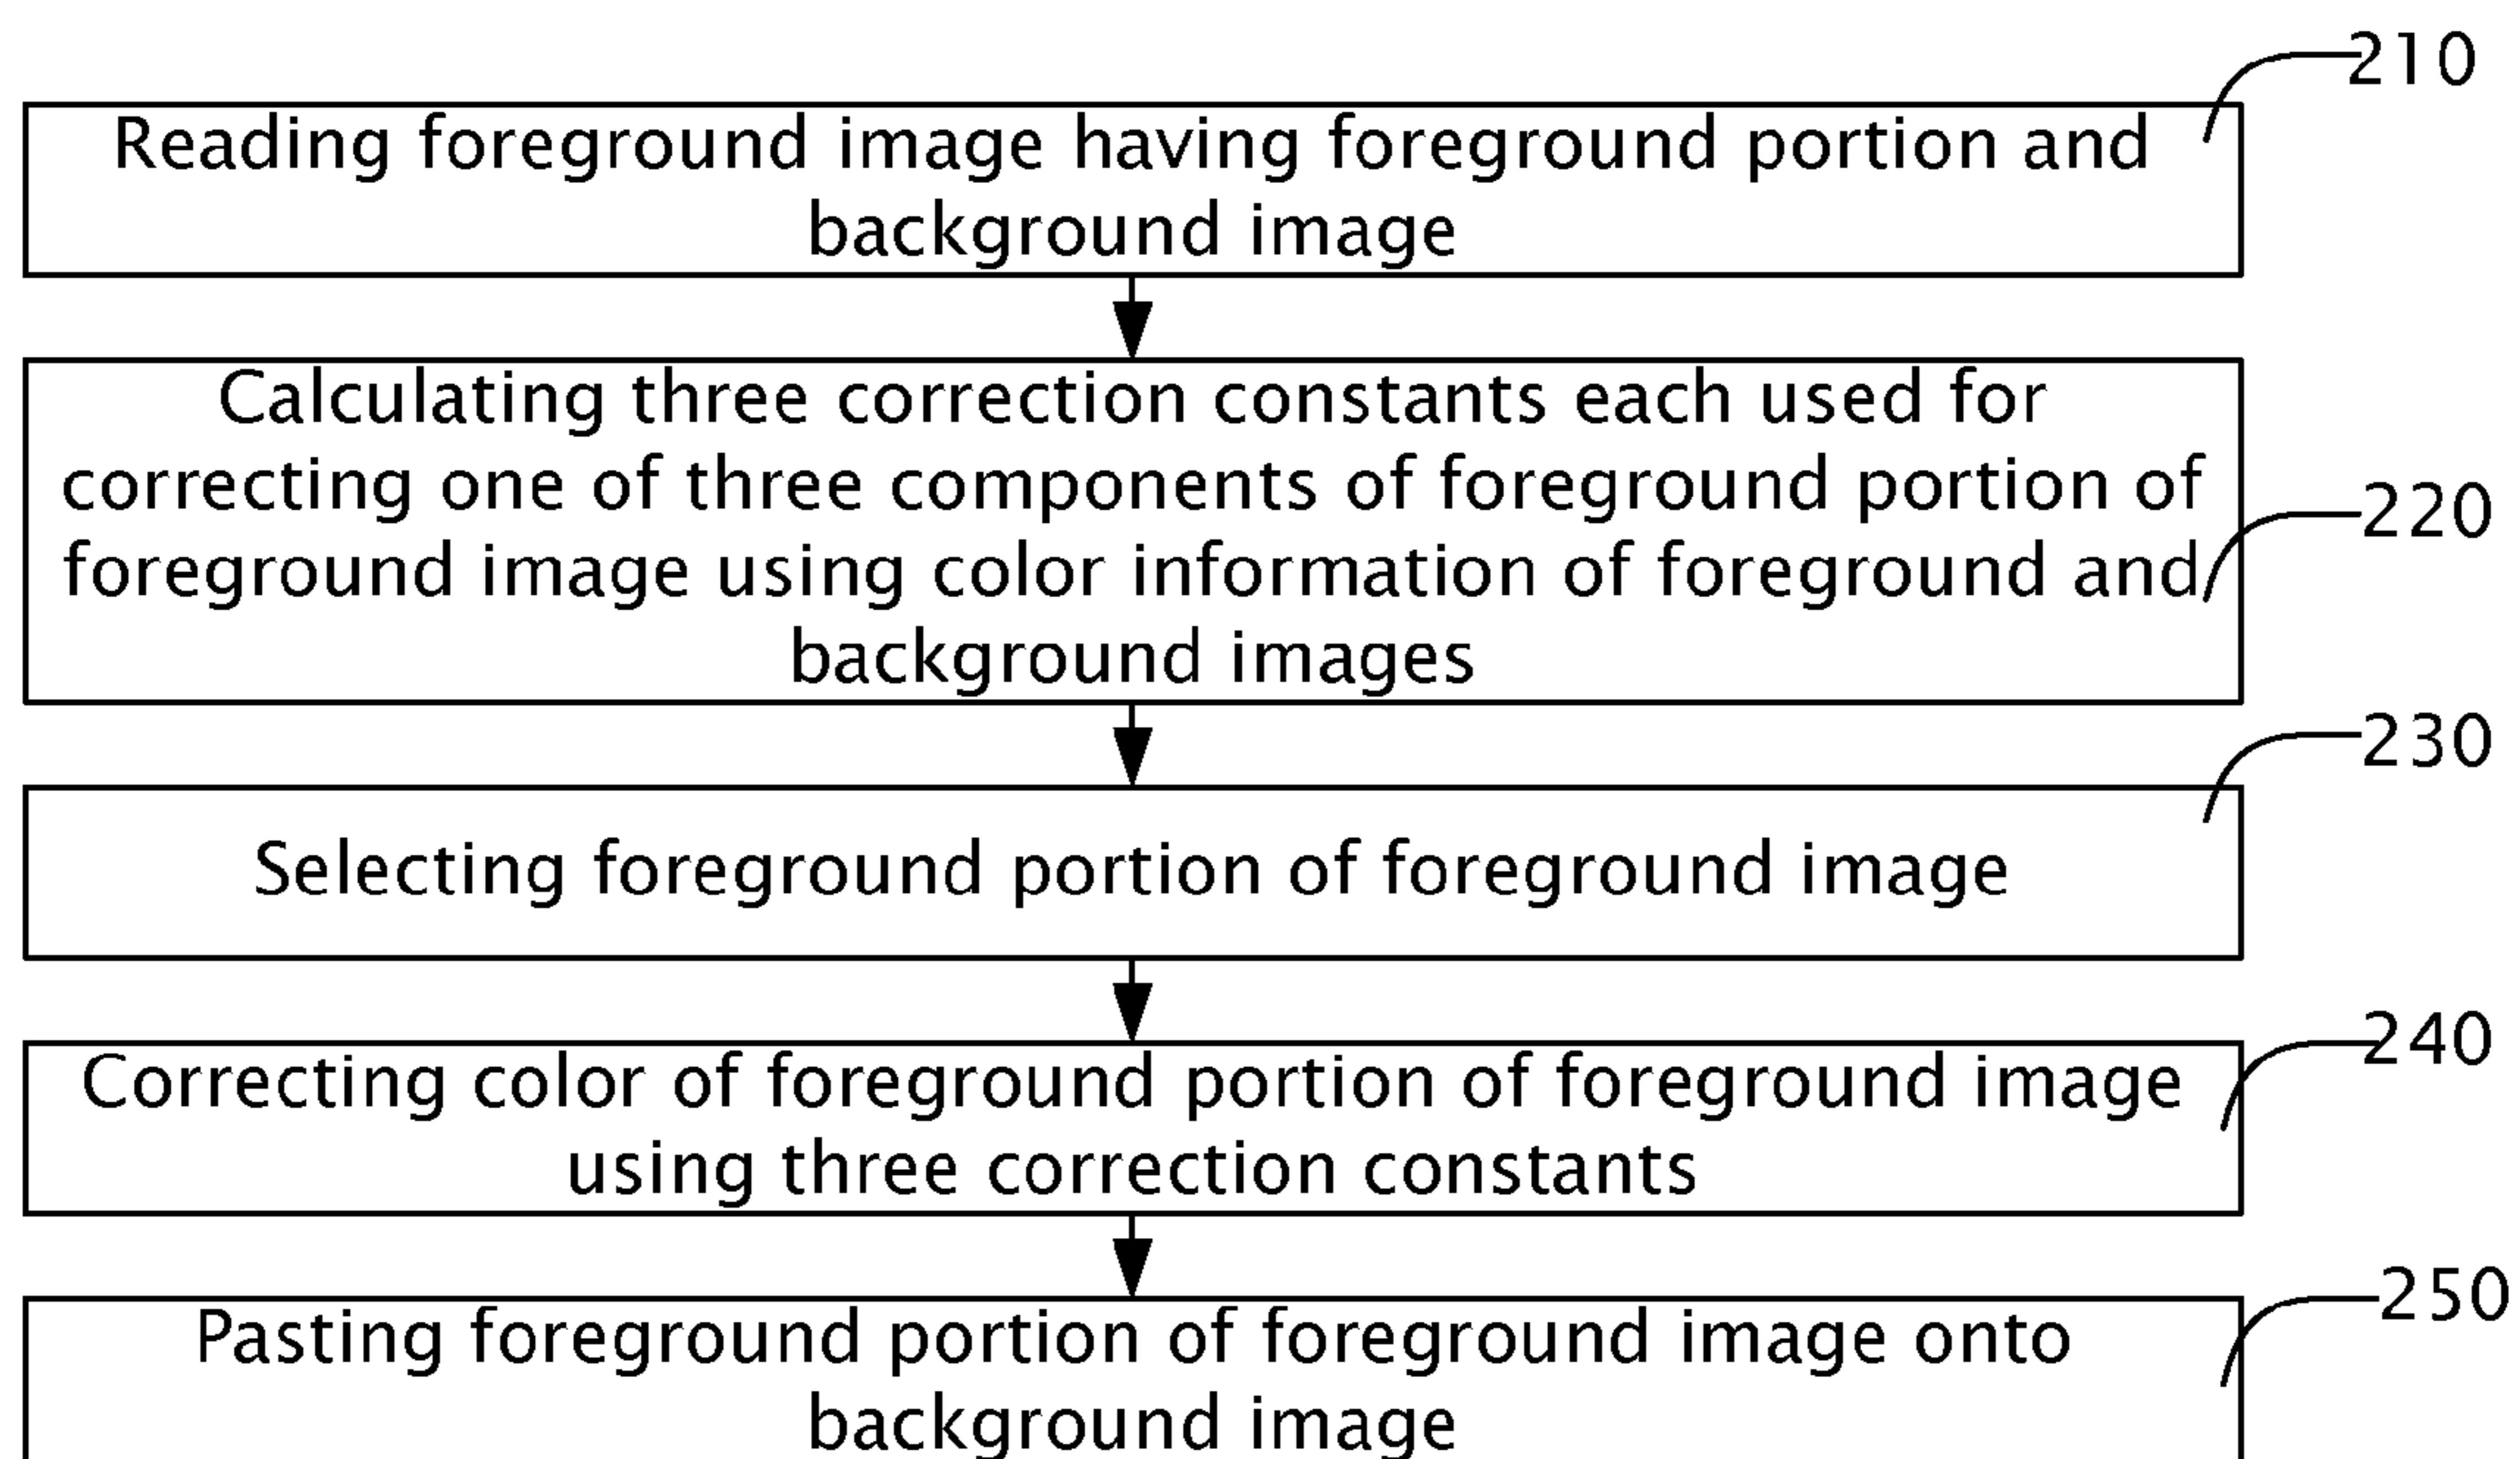 210
Reading foreground image having foreground portion and
background image
Calculating three correction constants each used for
correcting one of three components of foreground portion of
foreground image using color information of foreground and
background images
220
230
Selecting foreground portion of foreground image
240
Correcting color of foreground portion of foreground image
using three correction constants
250
Pasting foreground portion of foreground image onto
background image